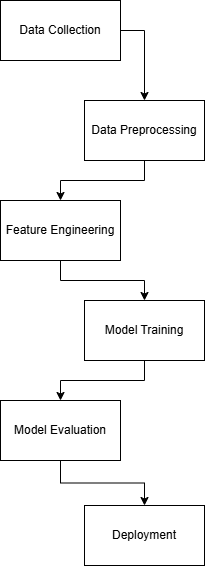 Data Collection
Data Preprocessing
Feature Engineering
Model Training
Model Evaluation
Deployment